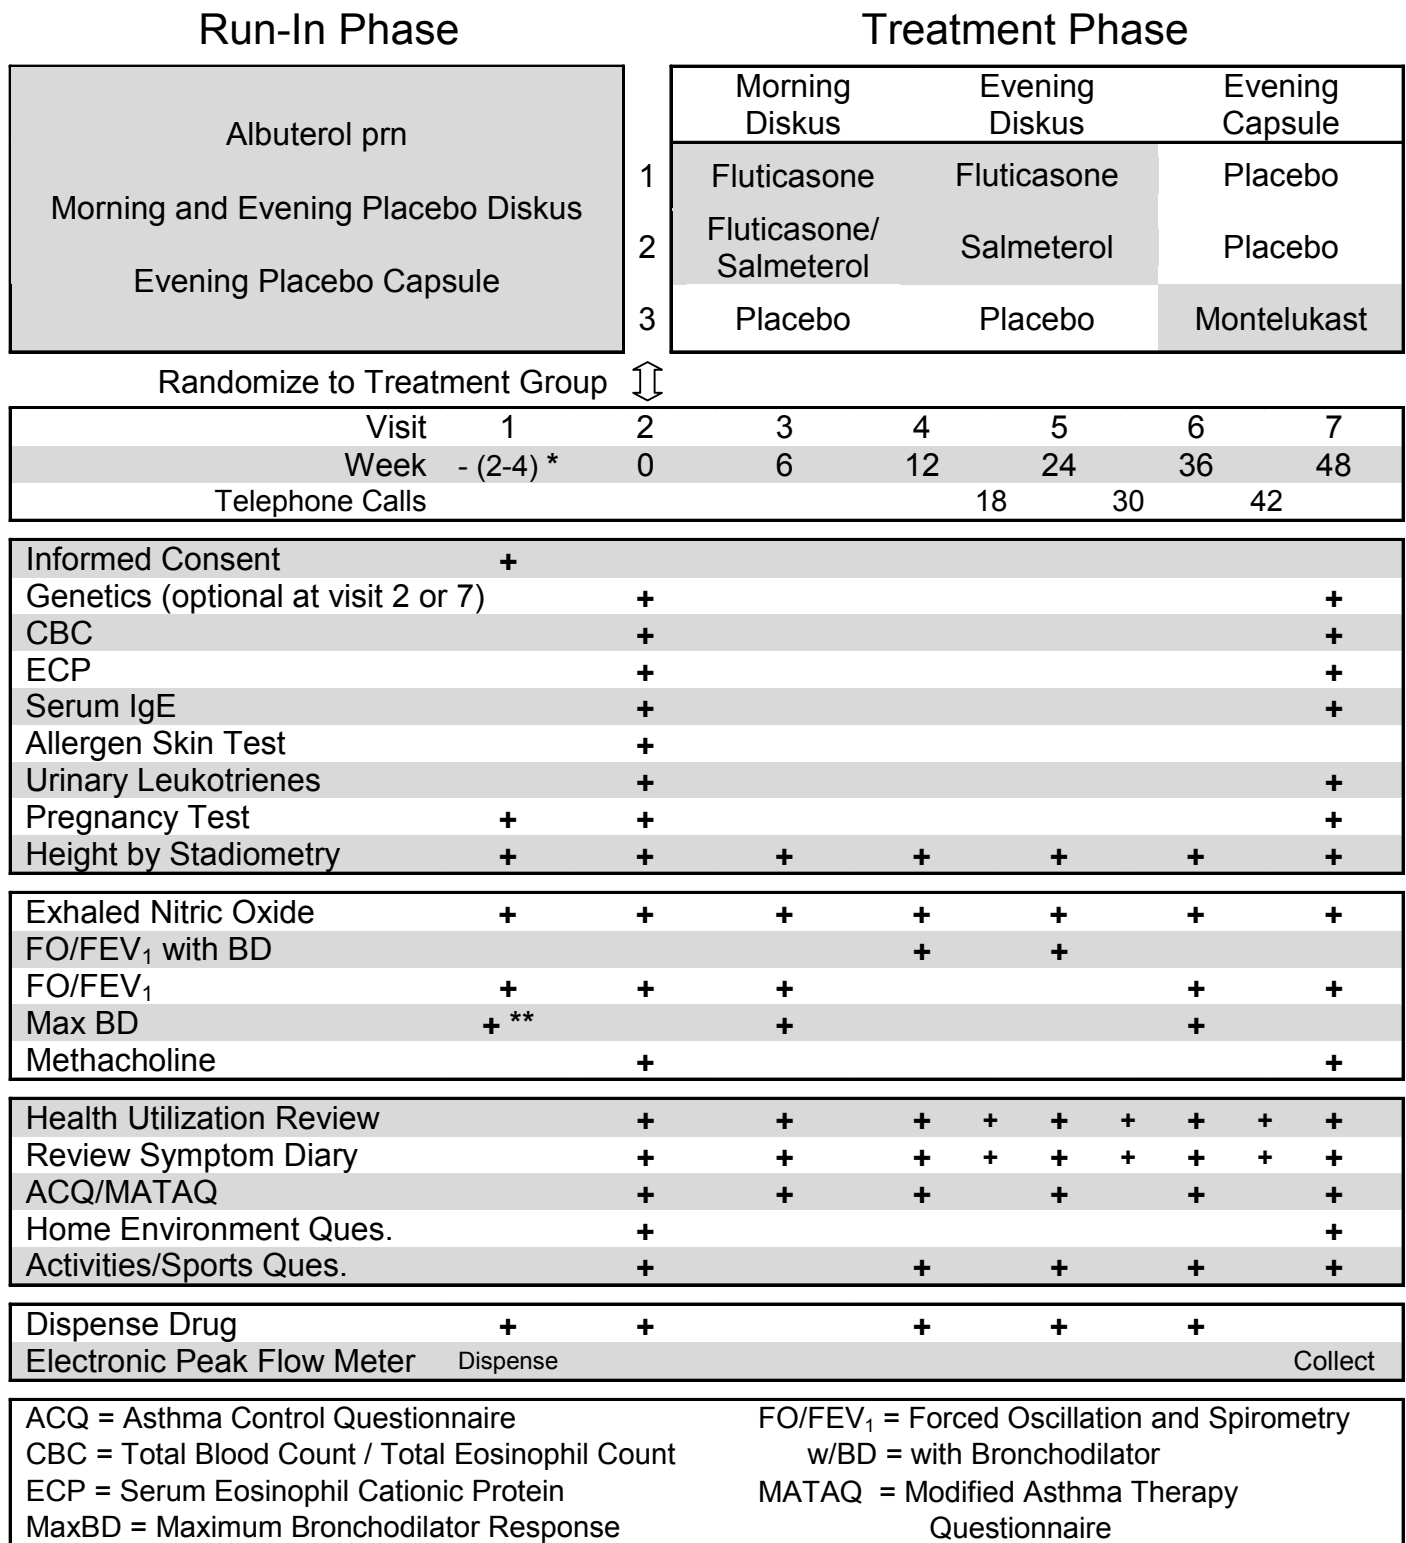 Run-In Phase Treatment Phase
Albuterol prn
Morning and Evening Placebo Diskus
Evening Placebo Capsule
Morning Diskus Evening Diskus Evening Capsule
1 Fluticasone Fluticasone Placebo
2 Fluticasone/ Salmeterol Salmeterol Placebo
3 Placebo Placebo Montelukast
Randomize to Treatment Group
Visit 1 2 3 4 5 6 7
Week - (2-4) * 0 6 12 24 36 48
Telephone Calls 18 30 42
Informed Consent +
Genetics (optional at visit 2 or 7) + +
CBC + +
ECP + +
Serum IgE + +
Allergen Skin Test +
Urinary Leukotrienes + +
Pregnancy Test + + +
Height by Stadiometry + + + + + + +
Exhaled Nitric Oxide + + + + + + +
FO/FEV1 with BD + +
FO/FEV1 + + + + +
Max BD + ** + +
Methacholine + +
Health Utilization Review + + + + + + + + +
Review Symptom Diary + + + + + + + + +
ACQ/MATAQ + + + + + +
Home Environment Ques. + +
Activities/Sports Ques. + + + + +
Dispense Drug + + + + +
Electronic Peak Flow Meter Dispense Collect
ACQ = Asthma Control Questionnaire
CBC = Total Blood Count / Total Eosinophil Count
ECP = Serum Eosinophil Cationic Protein
MaxBD = Maximum Bronchodilator Response
FO/FEV1 = Forced Oscillation and Spirometry
w/BD = with Bronchodilator
MATAQ = Modified Asthma Therapy
Questionnaire